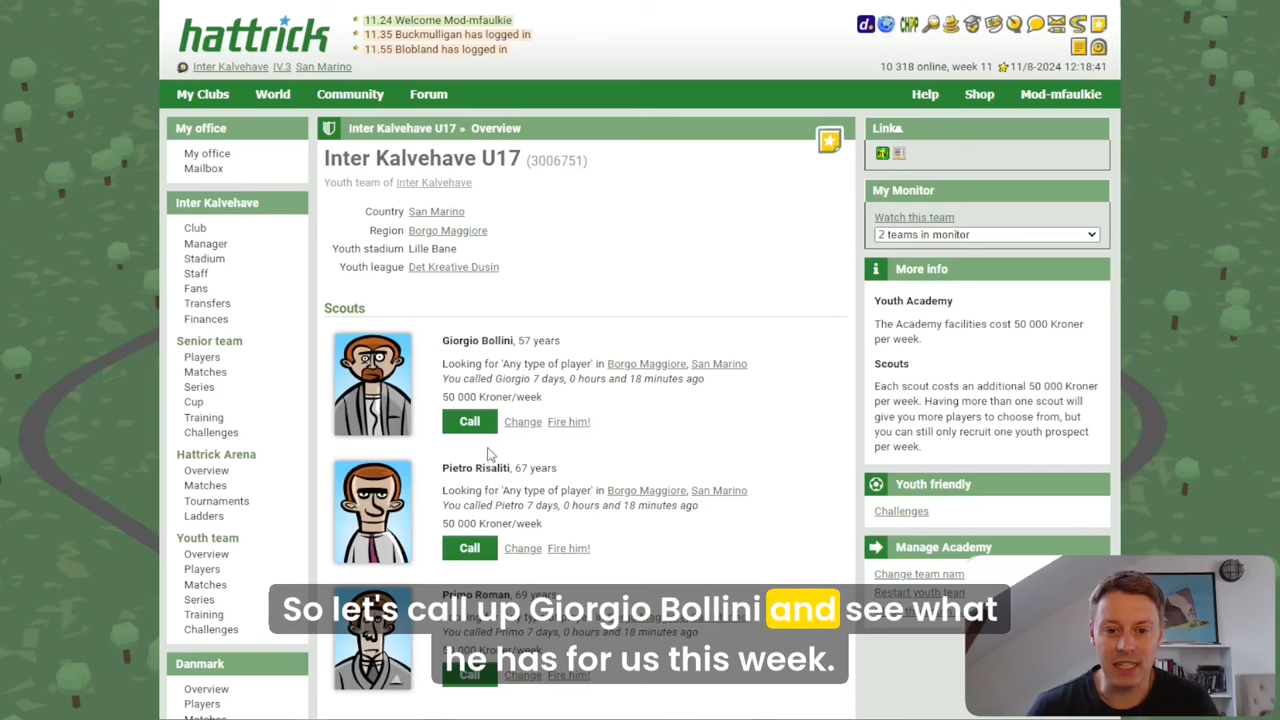 hattrick
11.24 Welcome Mod-mfaulkie
11.35 Buckmulligan has logged in
11.55 Blobland has logged in
d.
CHPP
Inter Kalvehave IV.3 San Marino
10 318 online, week 11 11/8-2024 12:18:41
My Clubs World Community Forum
Help Shop Mod-mfaulkie
My office
My office
Mailbox
Inter Kalvehave
Club
Manager
Stadium
Staff
Fans
Transfers
Finances
Senior team
Players
Matches
Series
Cup
Training
Challenges
Hattrick Arena
Overview
Matches
Tournaments
Ladders
Youth team
Overview
Players
Matches
Series
Training
Challenges
Danmark
Overview
Players
Inter Kalvehave U17 » Overview
Inter Kalvehave U17 (3006751)
Youth team of Inter Kalvehave
Country San Marino
Region Borgo Maggiore
Youth stadium Lille Bane
Youth league Det Kreative Dusin
Scouts
Giorgio Bollini, 57 years
Looking for 'Any type of player' in Borgo Maggiore, San Marino
You called Giorgio 7 days, 0 hours and 18 minutes ago
50 000 Kroner/week
Call Change Fire him!
Pietro Risaliti, 67 years
Looking for 'Any type of player' in Borgo Maggiore, San Marino
You called Pietro 7 days, 0 hours and 18 minutes ago
50 000 Kroner/week
Call Change Fire him!
Primo Roman, 69 years
So let's call up Giorgio Bollini and see what
he has for us this week.
Links
My Monitor
Watch this team
2 teams in monitor
More info
Youth Academy
The Academy facilities cost 50 000 Kroner
per week.
Scouts
Each scout costs an additional 50 000 Kroner
per week. Having more than one scout will
give you more players to choose from, but
you can still only recruit one youth prospect
per week.
Youth friendly
Challenges
Manage Academy
Change team nam
Restart youth team